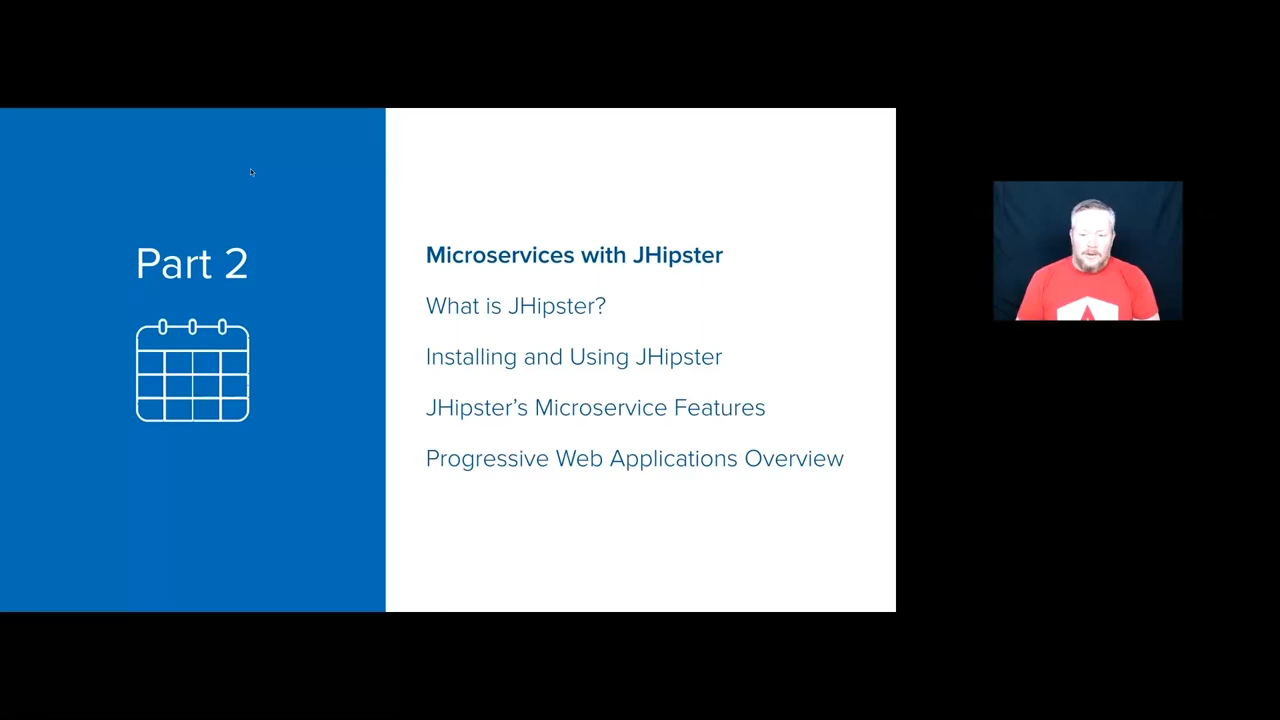 Part 2
Microservices with JHipster
What is JHipster?
Installing and Using JHipster
JHipster’s Microservice Features
Progressive Web Applications Overview